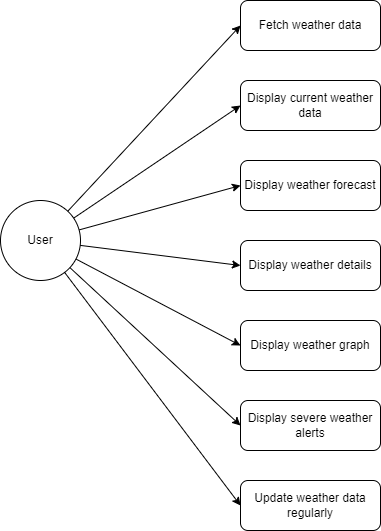 Fetch weather data
Display current weather
data
Display weather forecast
User
Display weather details
Display weather graph
Display severe weather
alerts
Update weather data
regularly